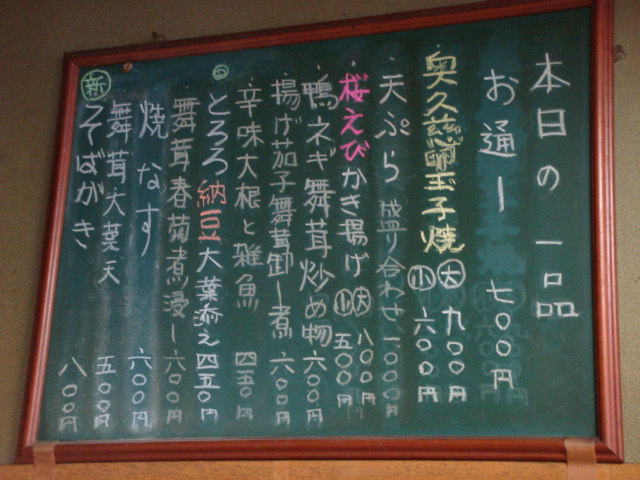 本日の一品
お通し 七〇〇円
奥久慈卵玉子焼 大 九〇〇円
小 六〇〇円
・天ぷら盛り合わせ 一、〇〇〇円
・桜えびかき揚げ 大 八〇〇円
小 五〇〇円
・鴨ネギ舞茸炒め物 六〇〇円
・揚げ茄子舞茸卸し煮 六〇〇円
・辛味大根と雑魚 四五〇円
とろろ納豆大葉添え 四五〇円
・舞茸春菊煮浸し 六〇〇円
焼なす 六〇〇円
舞茸大葉天 五〇〇円
新 そばがき 八〇〇円